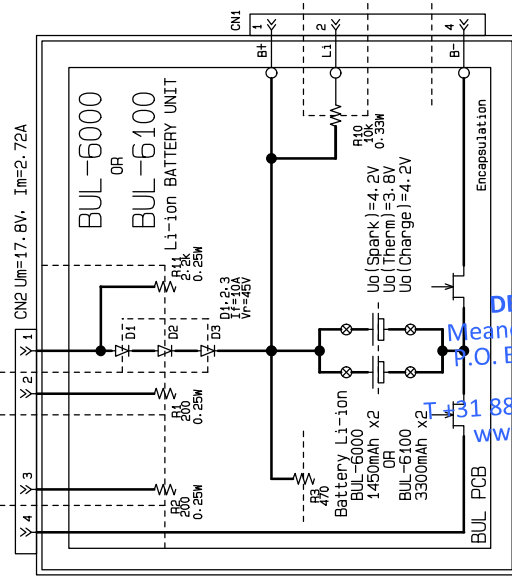 CN1
1
2
4
B+
Li
B-
CN2 Um=17.8V, Im=2.72A
BUL-6000
OR
BUL-6100
Li-ion BATTERY UNIT
R10
10k
0.33W
Encapsulation
Uo(Spark)=4.2V
Uo(Therm)=3.8V
Uo(Charge)=4.2V
R11
2.2k
0.25W
D1,2,3
If=10A
Vr=45V
D1
D2
D3
1
2
3
4
R1
200
0.25W
R2
200
0.25W
R3
470
Battery Li-ion
BUL-6000
1450mAh x2
OR
BUL-6100
3300mAh x2
BUL PCB
Mean
P.O.
T +31 88
ww